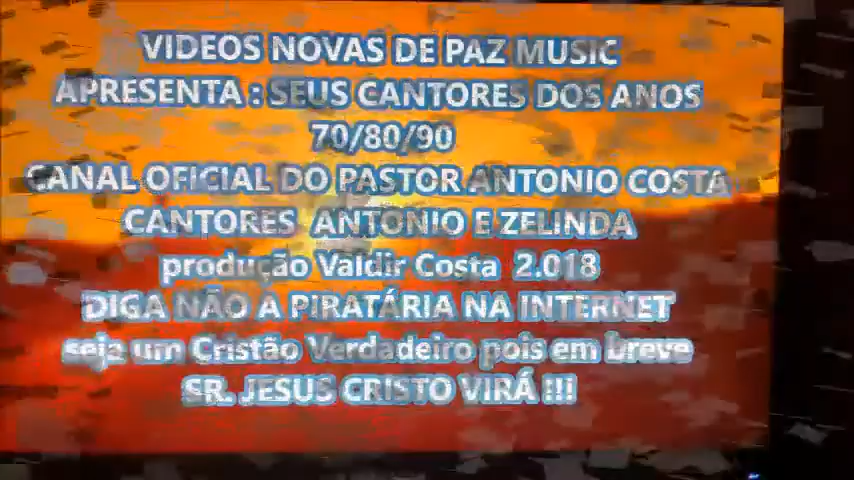 VIDEOS NOVAS DE PAZ MUSIC
APRESENTA : SEUS CANTORES DOS ANOS
70/80/90
CANAL OFICIAL DO PASTOR ANTONIO COSTA
CANTORES ANTONIO E ZELINDA
produção Valdir Costa 2.018
DIGA NÃO A PIRATÁRIA NA INTERNET
seja um Cristão Verdadeiro pois em breve
SR. JESUS CRISTO VIRÁ !!!